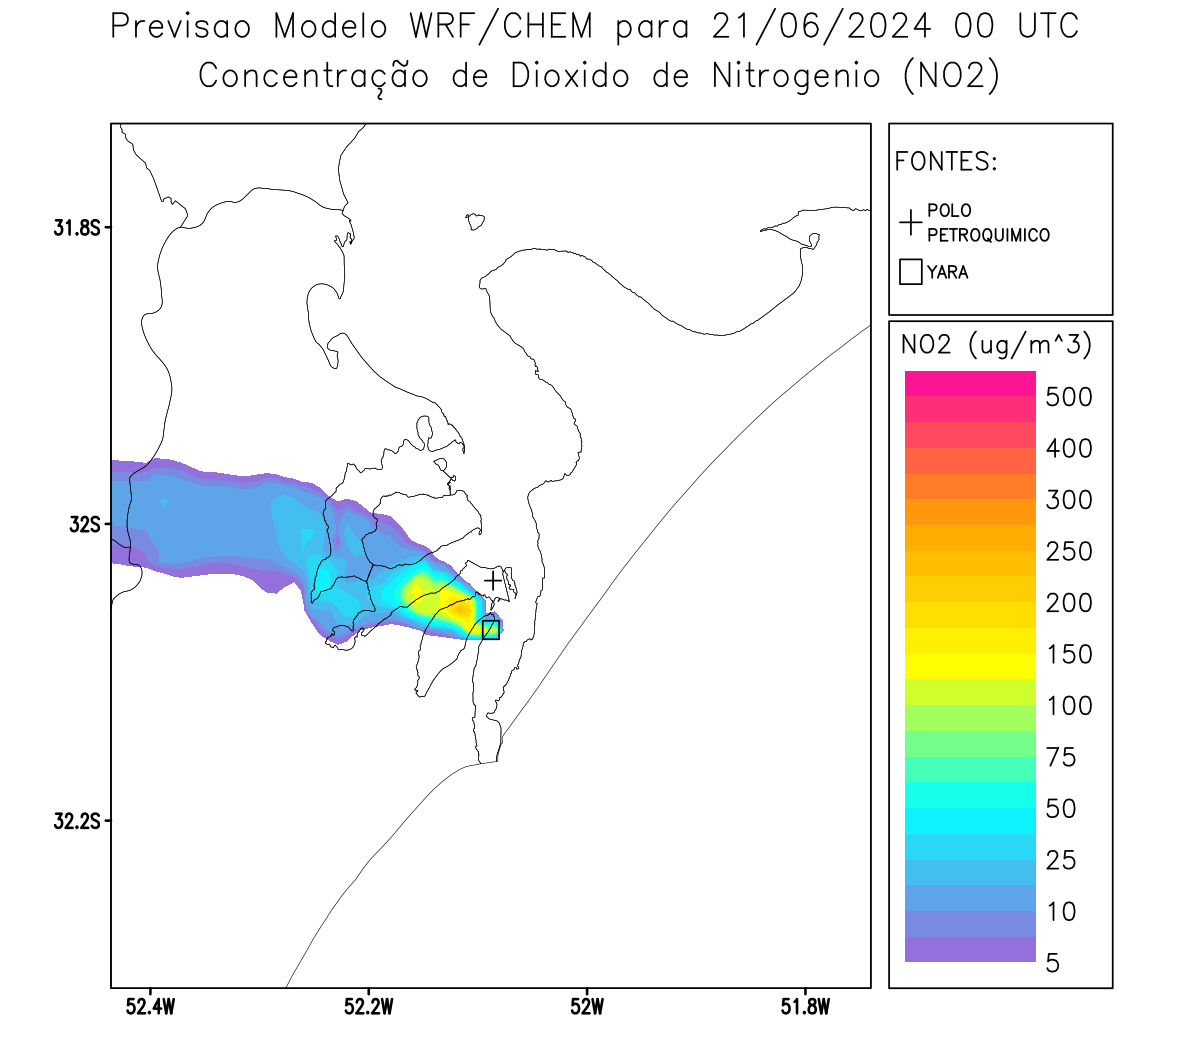 Previsao Modelo WRF/CHEM para 21/06/2024 00 UTC
Concentração de Dioxido de Nitrogenio (NO2)
FONTES:
POLO
PETROQUIMICO
YARA
NO2 (ug/m^3)
500
400
300
250
200
150
100
75
50
25
10
5
31.8S
32S
32.2S
52.4W
52.2W
52W
51.8W